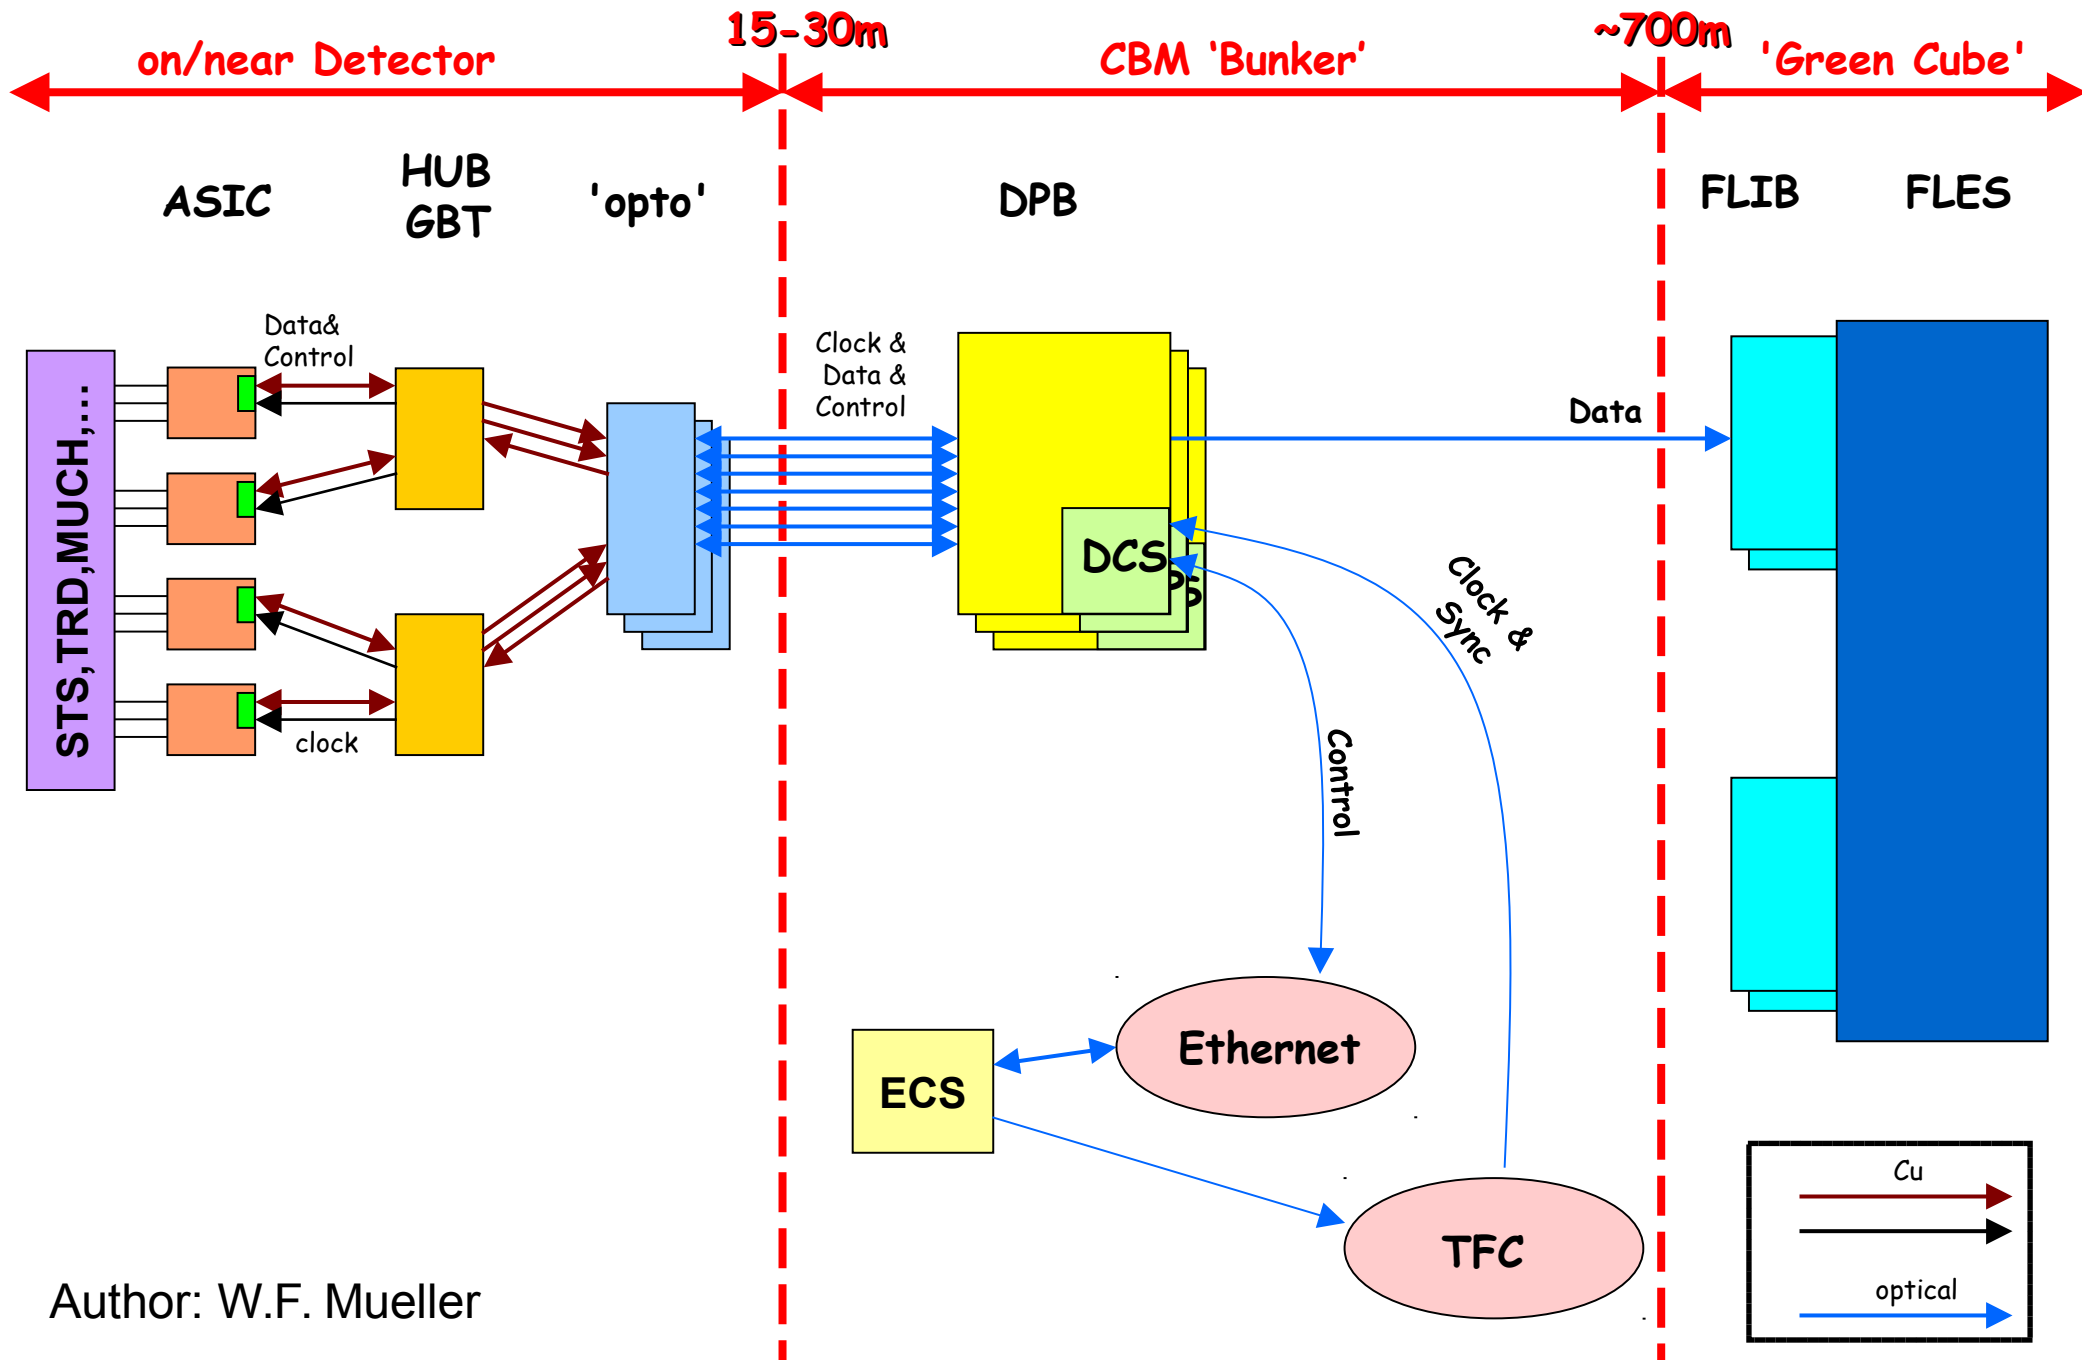 15-30m
~700m
on/near Detector
CBM ‘Bunker’
'Green Cube'
ASIC
HUB
GBT
'opto'
DPB
FLIB
FLES
Data&
Control
Clock &
Data &
Control
Data
STS,TRD,MUCH,...
DCS
Clock &
Sync
Control
clock
Ethernet
ECS
TFC
Cu
optical
Author: W.F. Mueller